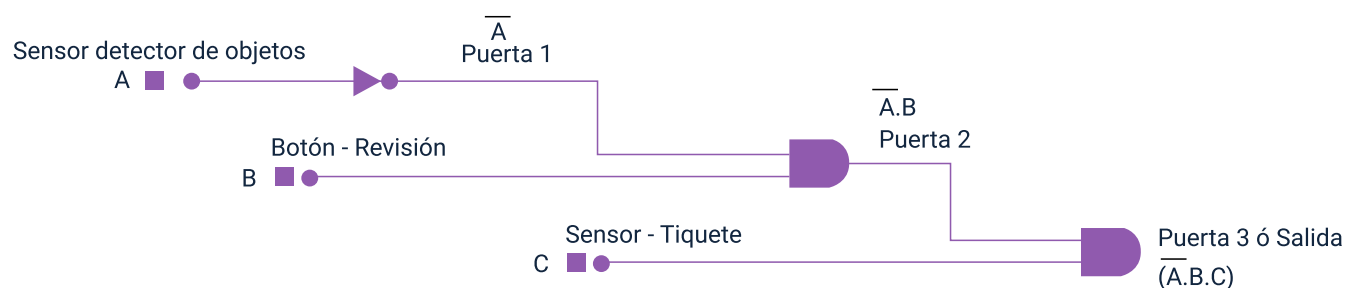 Sensor detector de objetos
A
A̅
Puerta 1
Botón - Revisión
B
A̅.B
Puerta 2
Sensor - Tiquete
C
Puerta 3 ó Salida
(A̅.B.C)